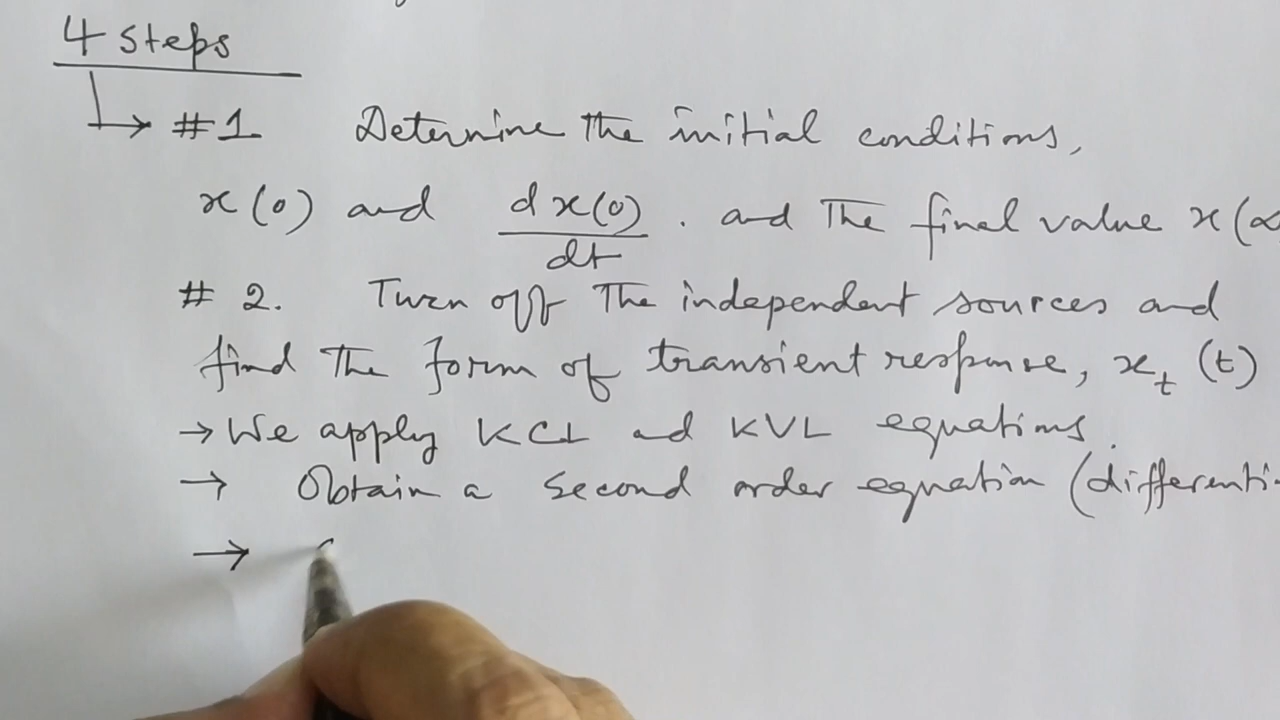 4 steps
→ #1 Determine the initial conditions,
x(0) and dx(0)/dt . and the final value x(∞
# 2. Turn off the independent sources and
find the form of transient response, xₜ (t)
→ We apply KCL and KVL equations.
→ Obtain a second order equation (differenti
→